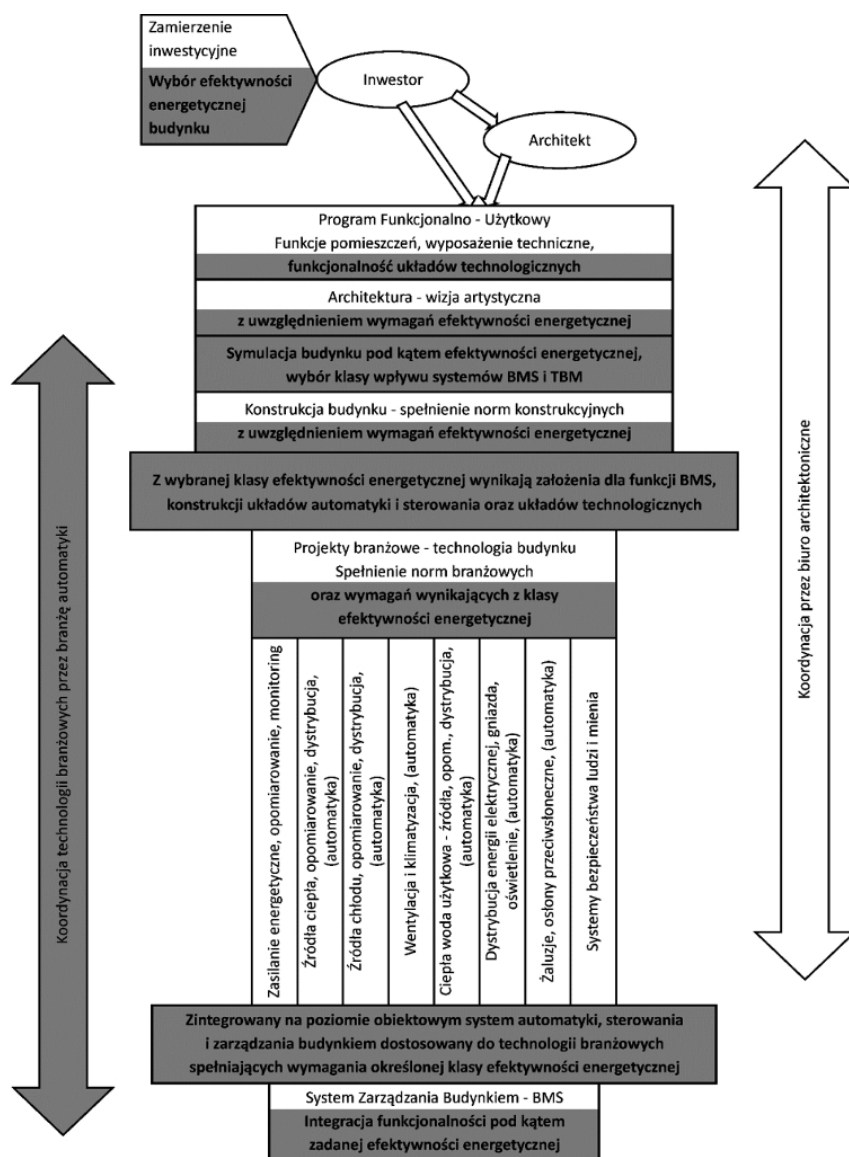 Zamierzenie
inwestycyjne
Wybór efektywności
energetycznej
budynku
Inwestor
Architekt
Program Funkcjonalno - Użytkowy
Funkcje pomieszczeń, wyposażenie techniczne,
funkcjonalność układów technologicznych
Architektura - wizja artystyczna
z uwzględnieniem wymagań efektywności energetycznej
Symulacja budynku pod kątem efektywności energetycznej,
wybór klasy wpływu systemów BMS i TBM
Konstrukcja budynku - spełnienie norm konstrukcyjnych
z uwzględnieniem wymagań efektywności energetycznej
Z wybranej klasy efektywności energetycznej wynikają założenia dla funkcji BMS,
konstrukcji układów automatyki i sterowania oraz układów technologicznych
Projekty branżowe - technologia budynku
Spełnienie norm branżowych
oraz wymagań wynikających z klasy
efektywności energetycznej
Zasilanie energetyczne, opomiarowanie, monitoring
Źródła ciepła, opomiarowanie, dystrybucja,
(automatyka)
Źródła chłodu, opomiarowanie, dystrybucja,
(automatyka)
Wentylacja i klimatyzacja, (automatyka)
Ciepła woda użytkowa - źródła, opom., dystrybucja,
(automatyka)
Dystrybucja energii elektrycznej, gniazda,
oświetlenie, (automatyka)
Żaluzje, osłony przeciwsłoneczne, (automatyka)
Systemy bezpieczeństwa ludzi i mienia
Zintegrowany na poziomie obiektowym system automatyki, sterowania
i zarządzania budynkiem dostosowany do technologii branżowych
spełniających wymagania określonej klasy efektywności energetycznej
System Zarządzania Budynkiem - BMS
Integracja funkcjonalności pod kątem
zadanej efektywności energetycznej
Koordynacja technologii branżowych przez branżę automatyki
Koordynacja przez biuro architektoniczne